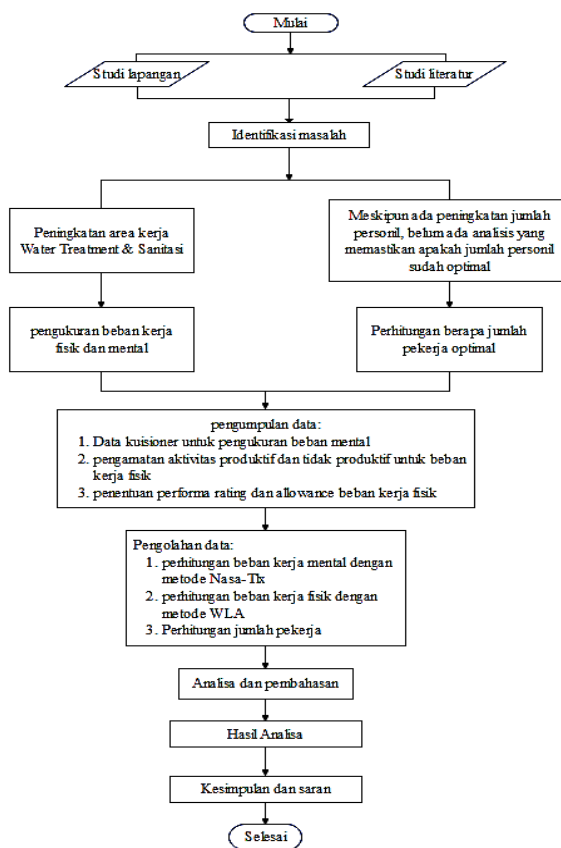 Mulai
Studi lapangan
Studi literatur
Identifikasi masalah
Peningkatan area kerja
Water Treatment & Sanitasi
Meskipun ada peningkatan jumlah
personil, belum ada analisis yang
memastikan apakah jumlah personil
sudah optimal
pengukuran beban kerja
fisik dan mental
Perhitungan berapa jumlah
pekerja optimal
pengumpulan data:
1. Data kuisioner untuk pengukuran beban mental
2. pengamatan aktivitas produktif dan tidak produktif untuk beban
kerja fisik
3. penentuan performa rating dan allowance beban kerja fisik
Pengolahan data:
1. perhitungan beban kerja mental dengan
metode Nasa-Tlx
2. perhitungan beban kerja fisik dengan
metode WLA
3. Perhitungan jumlah pekerja
Analisa dan pembahasan
Hasil Analisa
Kesimpulan dan saran
Selesai